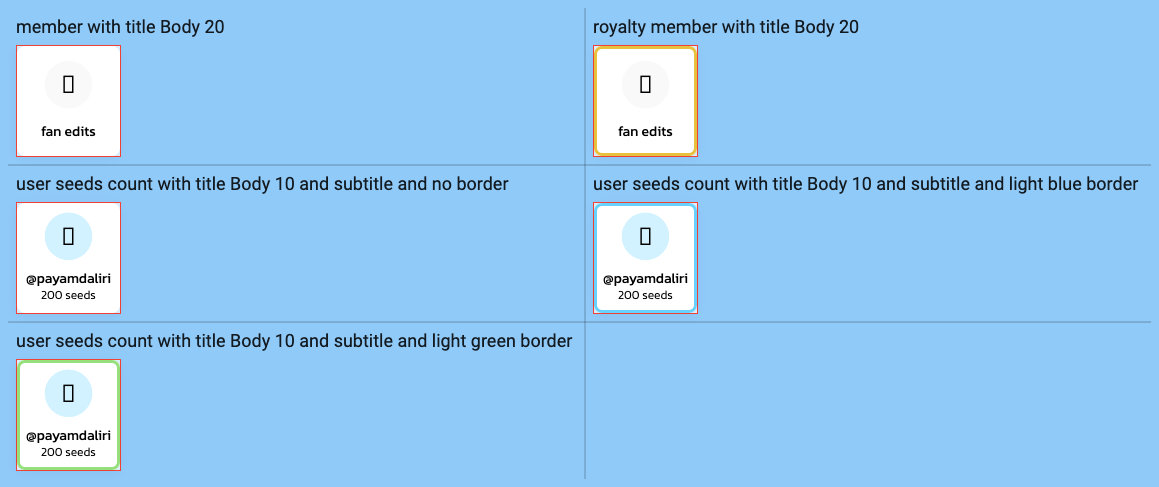 member with title Body 20
fan edits
royalty member with title Body 20
fan edits
user seeds count with title Body 10 and subtitle and no border
@payamdaliri
200 seeds
user seeds count with title Body 10 and subtitle and light blue border
@payamdaliri
200 seeds
user seeds count with title Body 10 and subtitle and light green border
@payamdaliri
200 seeds